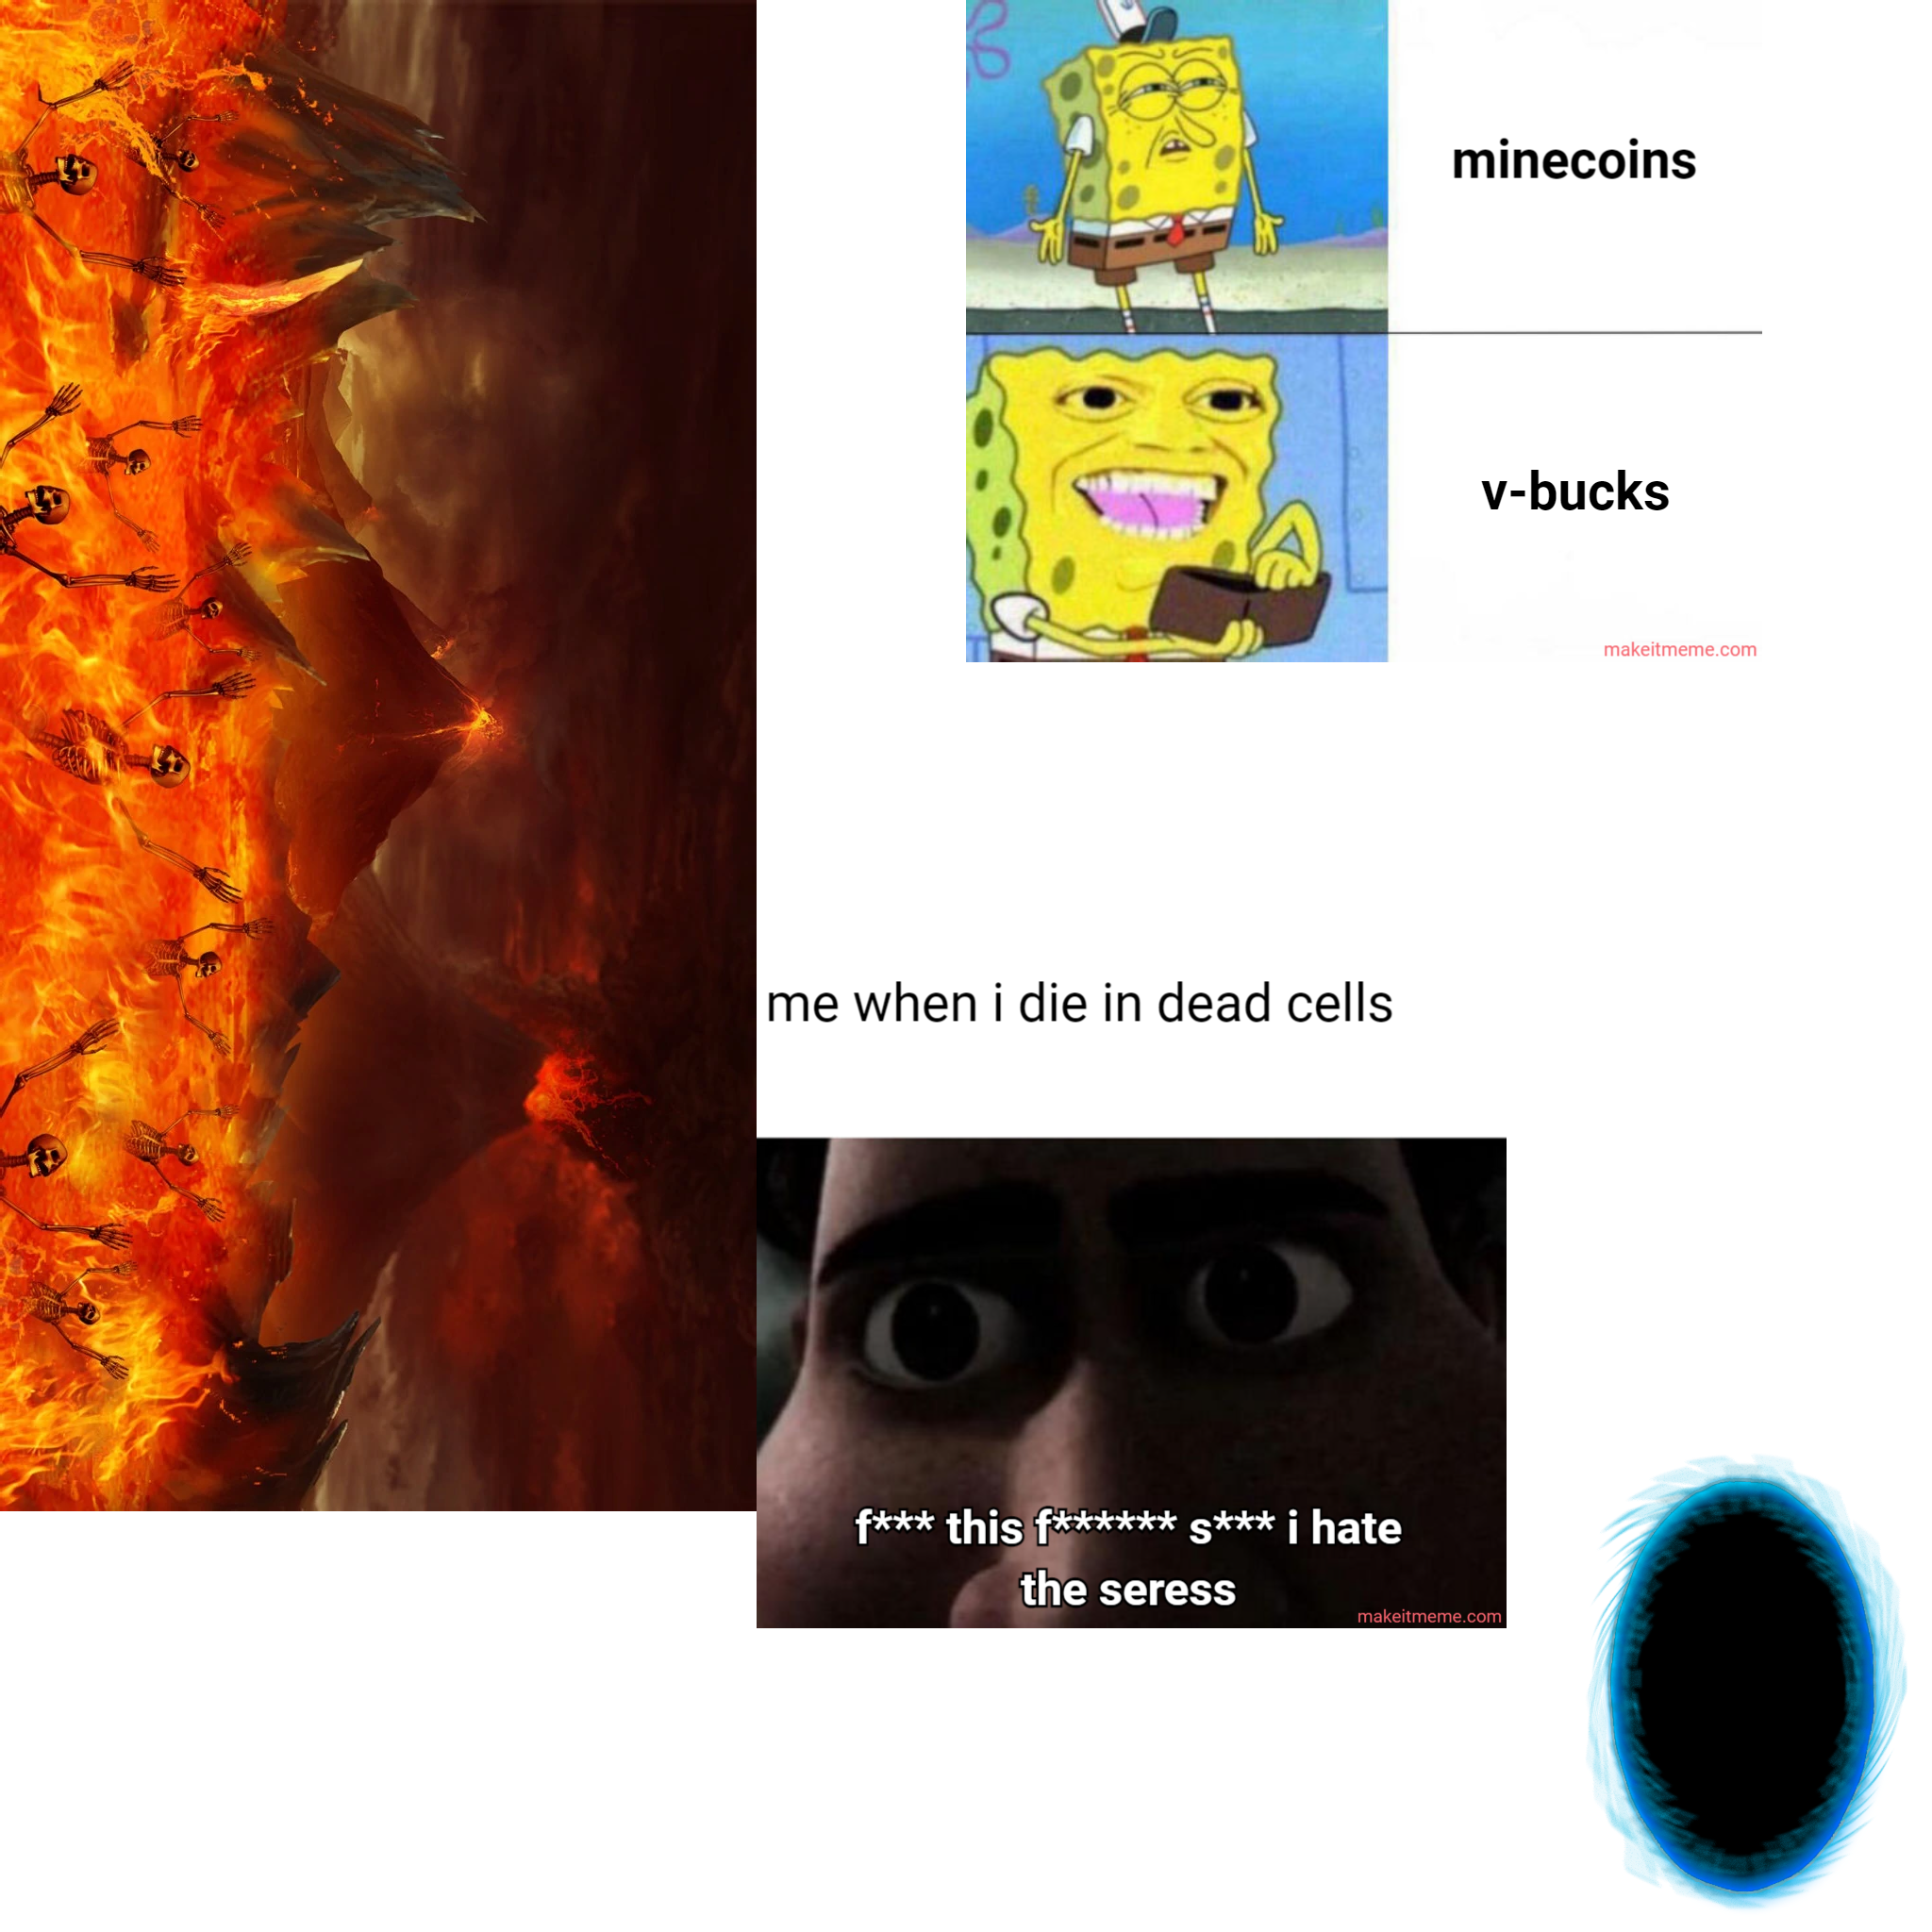 minecoins
v-bucks
makeitmeme.com
me when i die in dead cells
f*** this f****** s*** i hate
the seress
makeitmeme.com